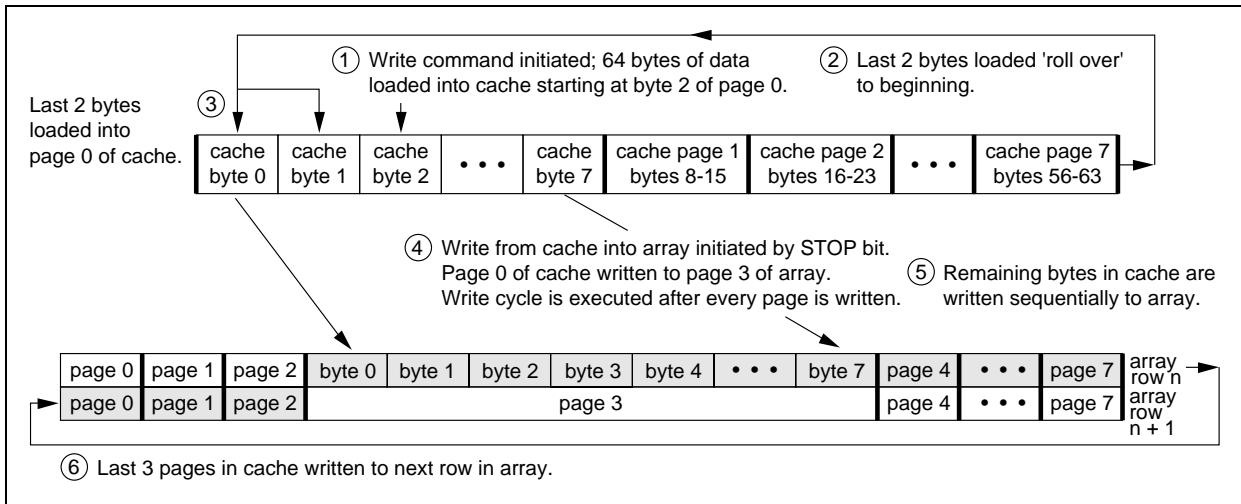 ① Write command initiated; 64 bytes of data
loaded into cache starting at byte 2 of page 0.
② Last 2 bytes loaded 'roll over'
to beginning.
Last 2 bytes
loaded into
page 0 of cache.
③
cache byte 0 cache byte 1 cache byte 2 • • • cache byte 7 cache page 1 bytes 8-15 cache page 2 bytes 16-23 • • • cache page 7 bytes 56-63
④ Write from cache into array initiated by STOP bit.
Page 0 of cache written to page 3 of array.
Write cycle is executed after every page is written.
⑤ Remaining bytes in cache are
written sequentially to array.
page 0 page 1 page 2 byte 0 byte 1 byte 2 byte 3 byte 4 • • • byte 7 page 4 • • • page 7 array row n
page 0 page 1 page 2 page 3 page 4 • • • page 7 array row n + 1
⑥ Last 3 pages in cache written to next row in array.